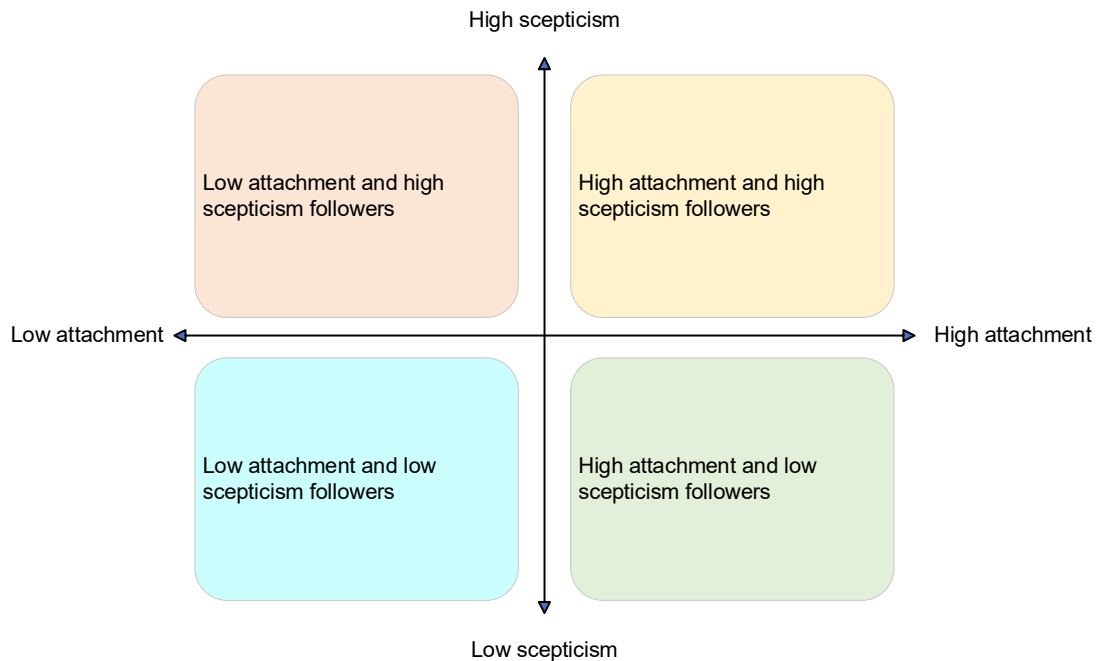 High scepticism
Low attachment and high
scepticism followers
High attachment and high
scepticism followers
Low attachment
High attachment
Low attachment and low
scepticism followers
High attachment and low
scepticism followers
Low scepticism